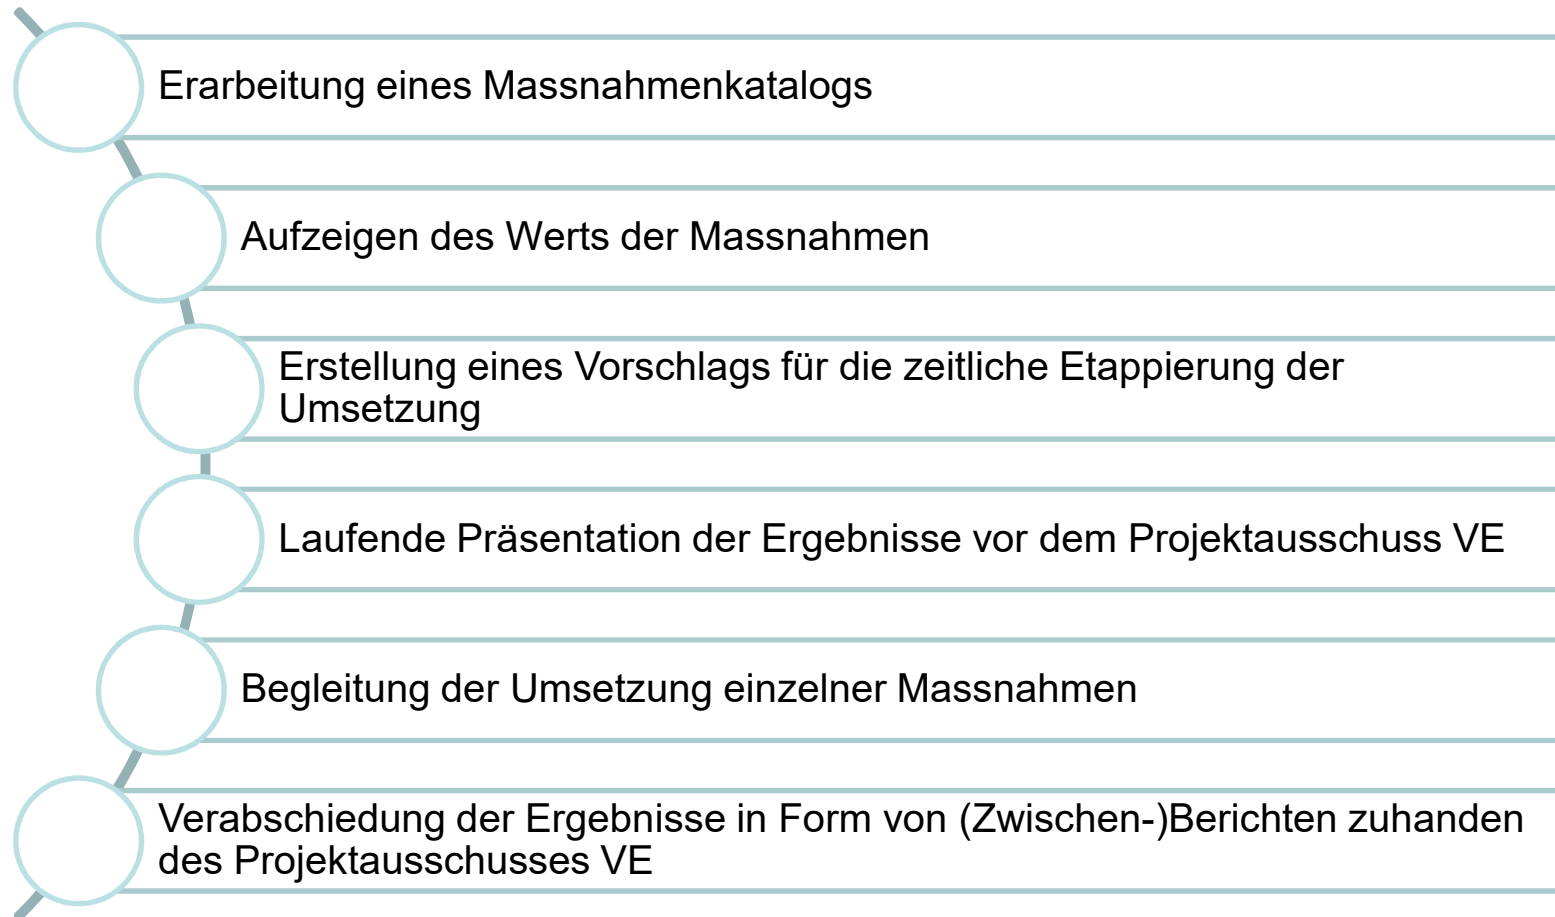 Erarbeitung eines Massnahmenkatalogs
Aufzeigen des Werts der Massnahmen
Erstellung eines Vorschlags für die zeitliche Etappierung der
Umsetzung
Laufende Präsentation der Ergebnisse vor dem Projektausschuss VE
Begleitung der Umsetzung einzelner Massnahmen
Verabschiedung der Ergebnisse in Form von (Zwischen-)Berichten zuhanden
des Projektausschusses VE